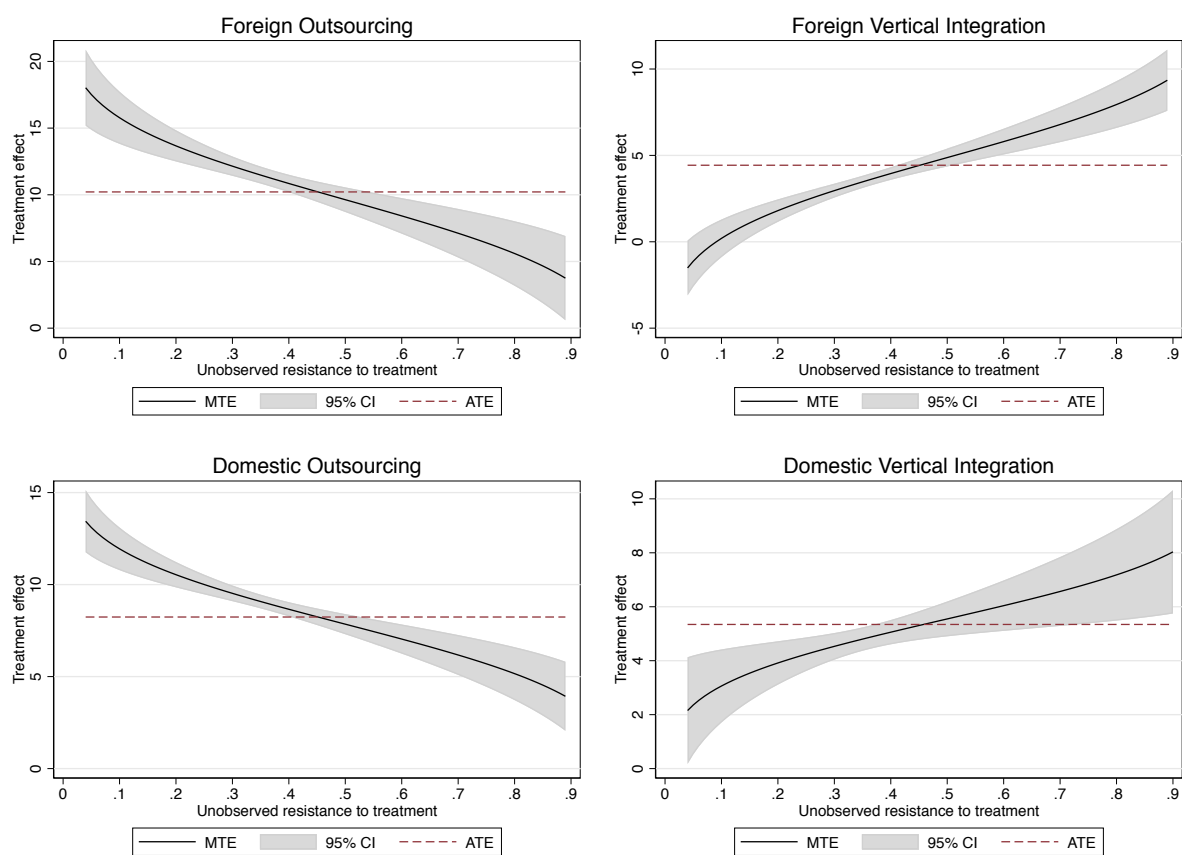 Foreign Outsourcing
Treatment effect
20
15
10
5
0
0 .1 .2 .3 .4 .5 .6 .7 .8 .9
Unobserved resistance to treatment
MTE 95% CI ATE
Foreign Vertical Integration
Treatment effect
10
5
0
-5
0 .1 .2 .3 .4 .5 .6 .7 .8 .9
Unobserved resistance to treatment
MTE 95% CI ATE
Domestic Outsourcing
Treatment effect
15
10
5
0
0 .1 .2 .3 .4 .5 .6 .7 .8 .9
Unobserved resistance to treatment
MTE 95% CI ATE
Domestic Vertical Integration
Treatment effect
10
8
6
4
2
0
0 .1 .2 .3 .4 .5 .6 .7 .8 .9
Unobserved resistance to treatment
MTE 95% CI ATE